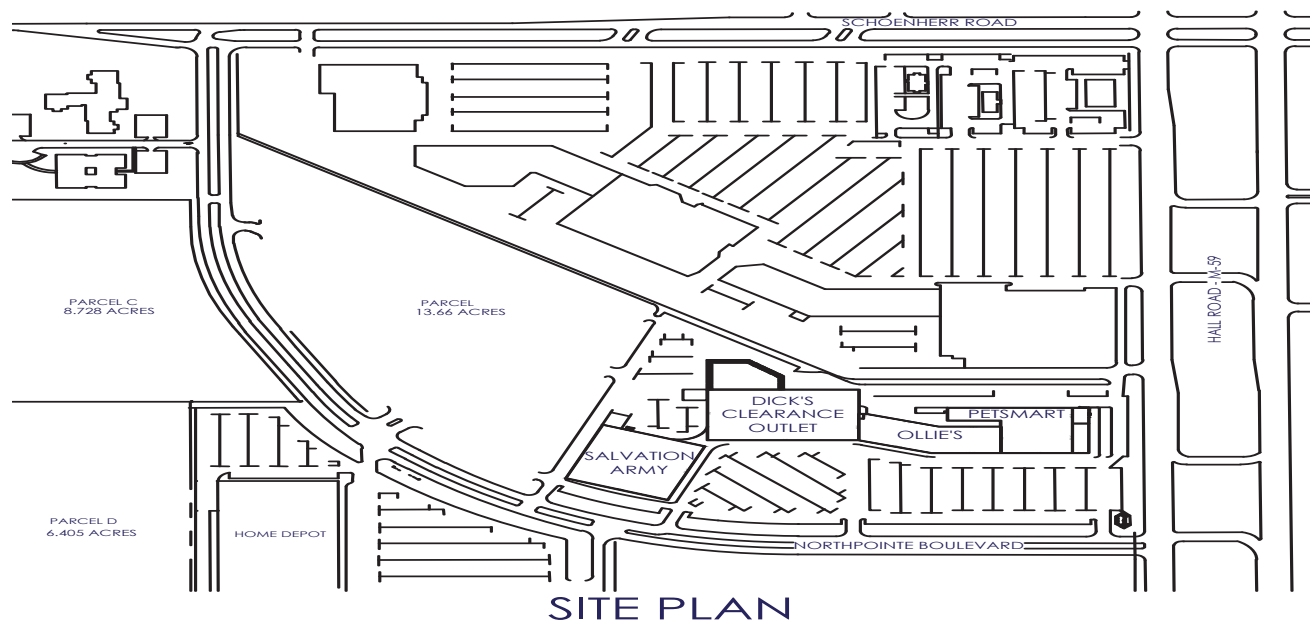 SCHOENHERR ROAD
HALL ROAD - M-59
PARCEL C
8.728 ACRES
PARCEL
13.66 ACRES
DICK'S
CLEARANCE
OUTLET
PETSMART
OLLIE'S
SALVATION
ARMY
PARCEL D
6.405 ACRES
HOME DEPOT
NORTHPOINTE BOULEVARD
SITE PLAN